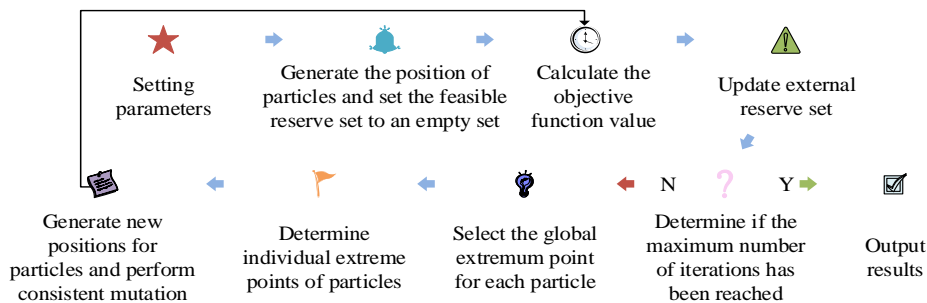 Setting
parameters
Generate the position of
particles and set the feasible
reserve set to an empty set
Calculate the
objective
function value
Update external
reserve set
N
Y
Generate new
positions for
particles and perform
consistent mutation
Determine
individual extreme
points of particles
Select the global
extremum point
for each particle
Determine if the
maximum number
of iterations has
been reached
Output
results